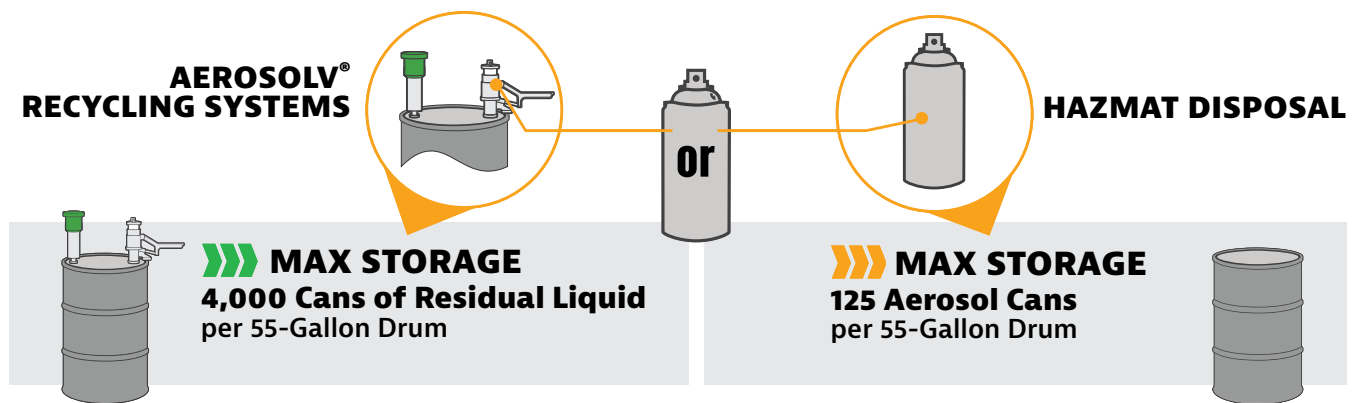 AEROSOLV®
RECYCLING SYSTEMS
or
HAZMAT DISPOSAL
MAX STORAGE
4,000 Cans of Residual Liquid
per 55-Gallon Drum
MAX STORAGE
125 Aerosol Cans
per 55-Gallon Drum